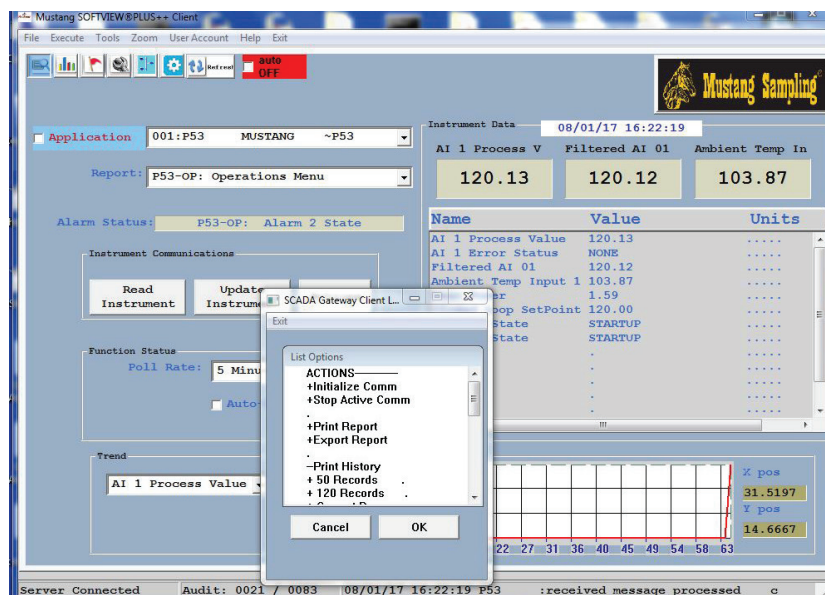 Mustang SOFTVIEW®PLUS++ Client
File Execute Tools Zoom User Account Help Exit
Refresh
auto
OFF
Mustang Sampling
Application 001:P53 MUSTANG ~P53
Report: P53-OP: Operations Menu
Alarm Status: P53-OP: Alarm 2 State
Instrument Communications
Read
Instrument
Update
Instrume
Function Status
Poll Rate: 5 Minu
Auto-
Trend
AI 1 Process Value
Instrument Data 08/01/17 16:22:19
AI 1 Process V Filtered AI 01 Ambient Temp In
120.13 120.12 103.87
Name Value Units
AI 1 Process Value 120.13 .....
AI 1 Error Status NONE .....
Filtered AI 01 120.12 .....
Ambient Temp Input 1 103.87 .....
er 1.59 .....
oop SetPoint 120.00 .....
State STARTUP .....
State STARTUP .....
. .....
. .....
. .....
. .....
SCADA Gateway Client L...
Exit
List Options
ACTIONS———
+Initialize Comm
+Stop Active Comm
.
+Print Report
+Export Report
.
–Print History
+ 50 Records .
+ 120 Records .
Cancel OK
X pos
31.5197
Y pos
14.6667
22 27 31 36 40 45 49 54 58 63
Server Connected Audit: 0021 / 0083 08/01/17 16:22:19 P53 :received message processed c